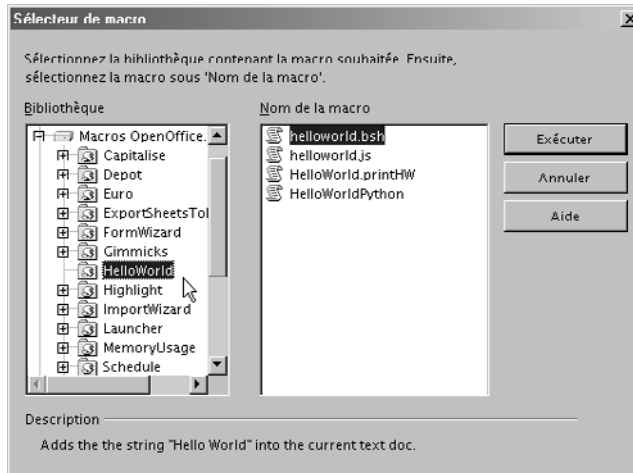 Sélecteur de macro
Sélectionnez la bibliothèque contenant la macro souhaitée. Ensuite,
sélectionnez la macro sous 'Nom de la macro'.
Bibliothèque
Macros OpenOffice.
Capitalise
Depot
Euro
ExportSheetsToI
FormWizard
Gimmicks
HelloWorld
Highlight
ImportWizard
Launcher
MemoryUsage
Schedule
Nom de la macro
helloworld.bsh
helloworld.js
HelloWorld.printHW
HelloWorldPython
Exécuter
Annuler
Aide
Description
Adds the the string "Hello World" into the current text doc.